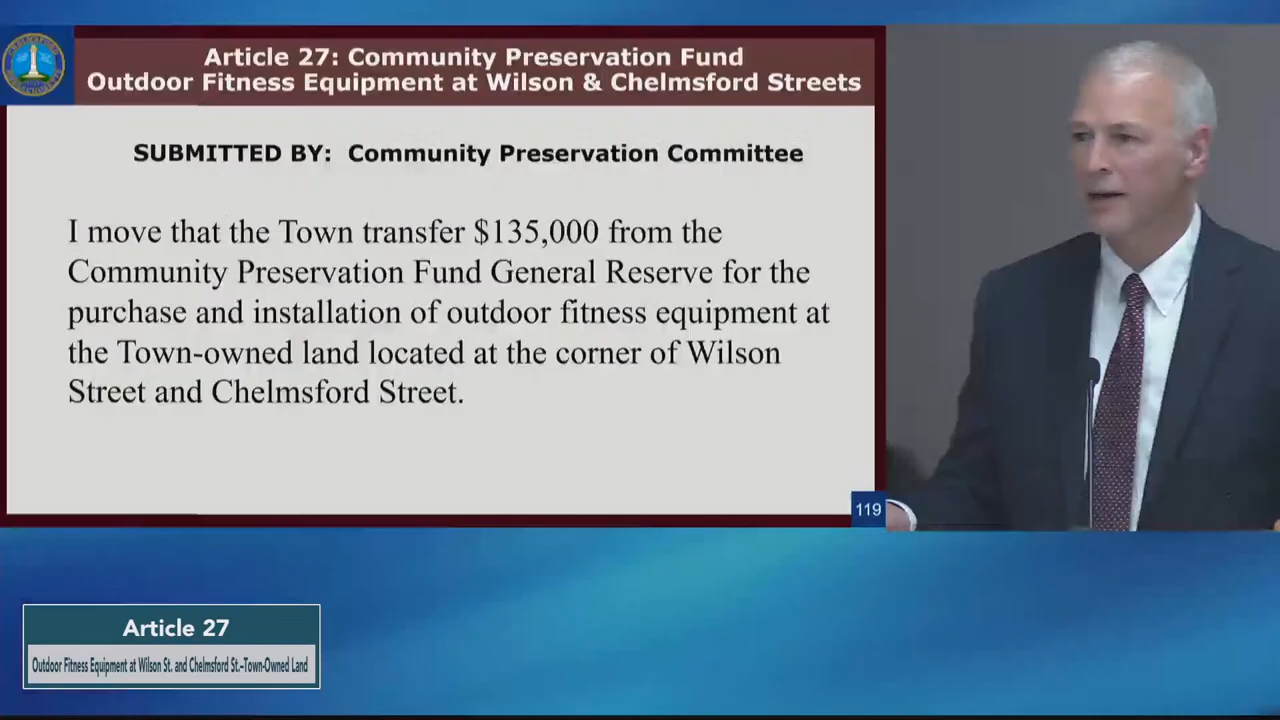 Article 27: Community Preservation Fund
Outdoor Fitness Equipment at Wilson & Chelmsford Streets
SUBMITTED BY: Community Preservation Committee
I move that the Town transfer $135,000 from the
Community Preservation Fund General Reserve for the
purchase and installation of outdoor fitness equipment at
the Town-owned land located at the corner of Wilson
Street and Chelmsford Street.
119
Article 27
Outdoor Fitness Equipment at Wilson St. and Chelmsford St.-Town-Owned Land